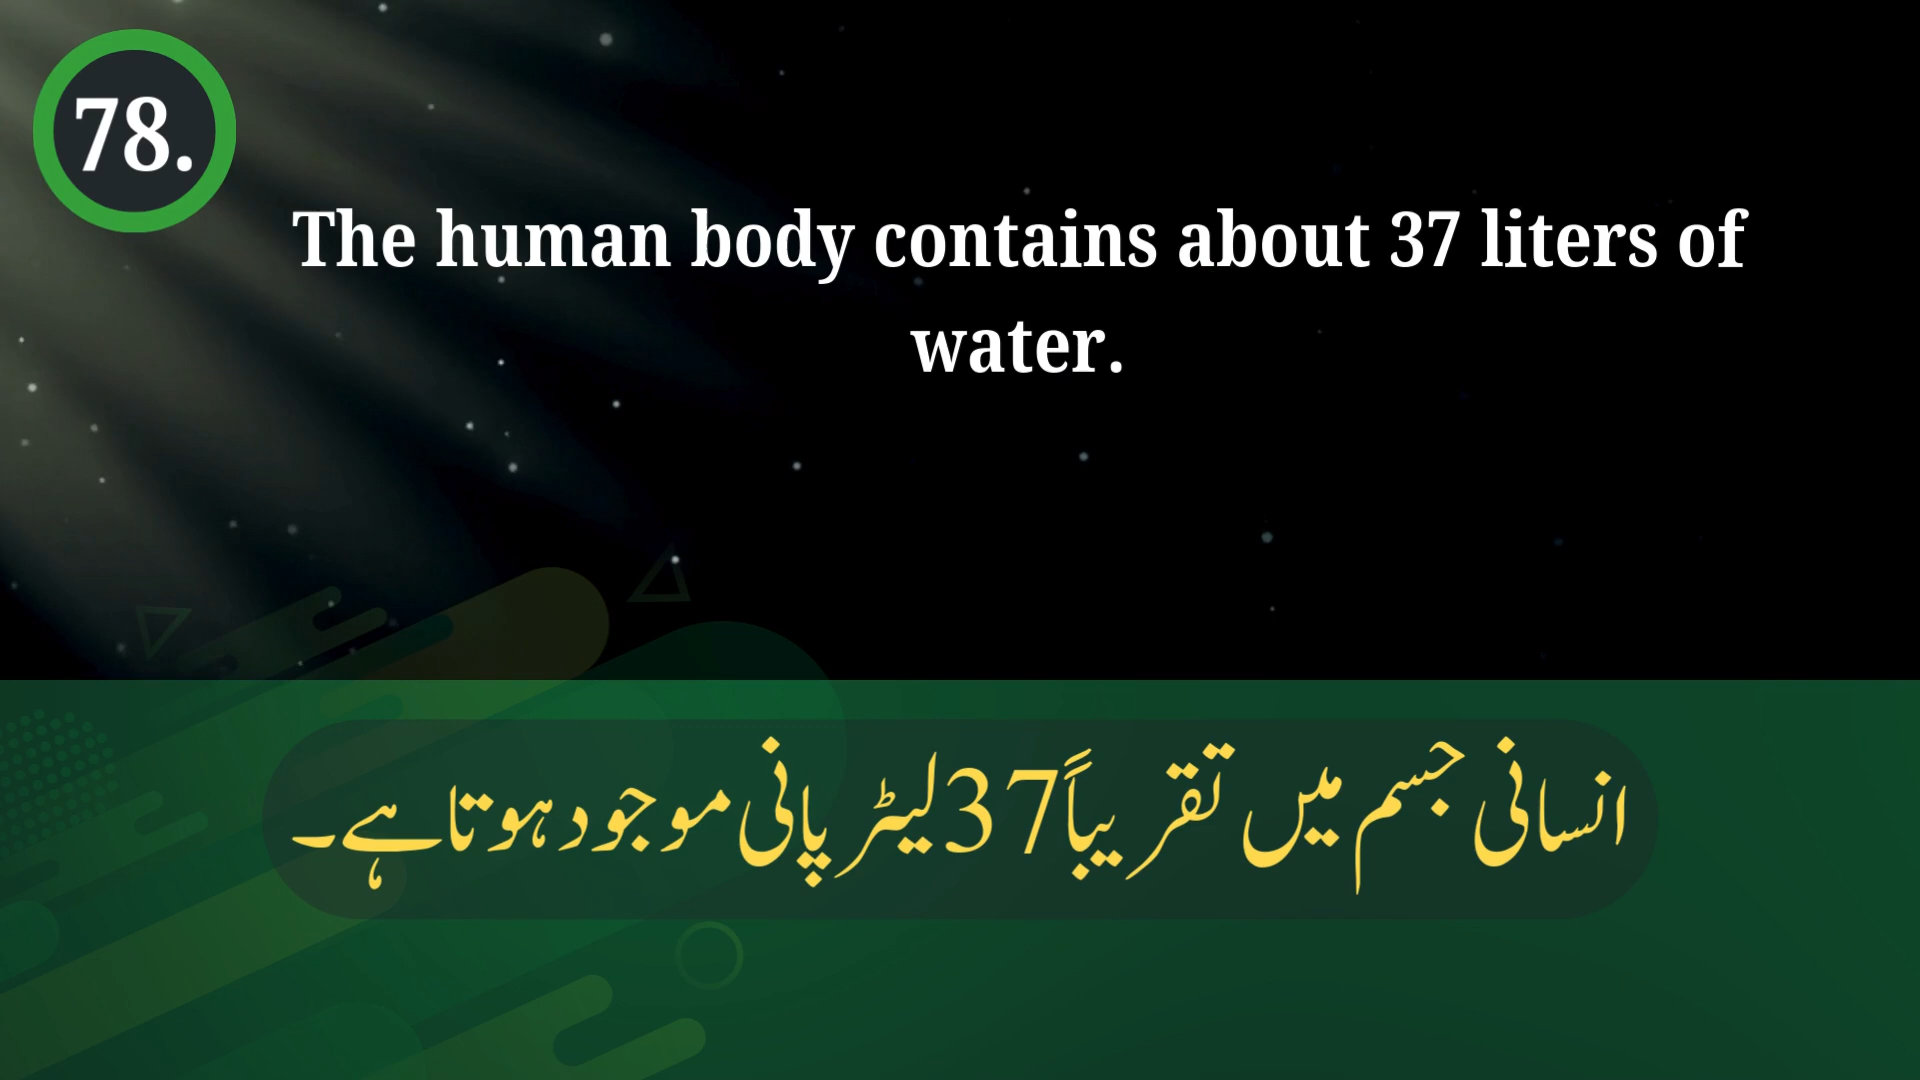 78.
The human body contains about 37 liters of
water.
انسانی جسم میں تقریباً37 لیٹر پانی موجود ہوتا ہے۔